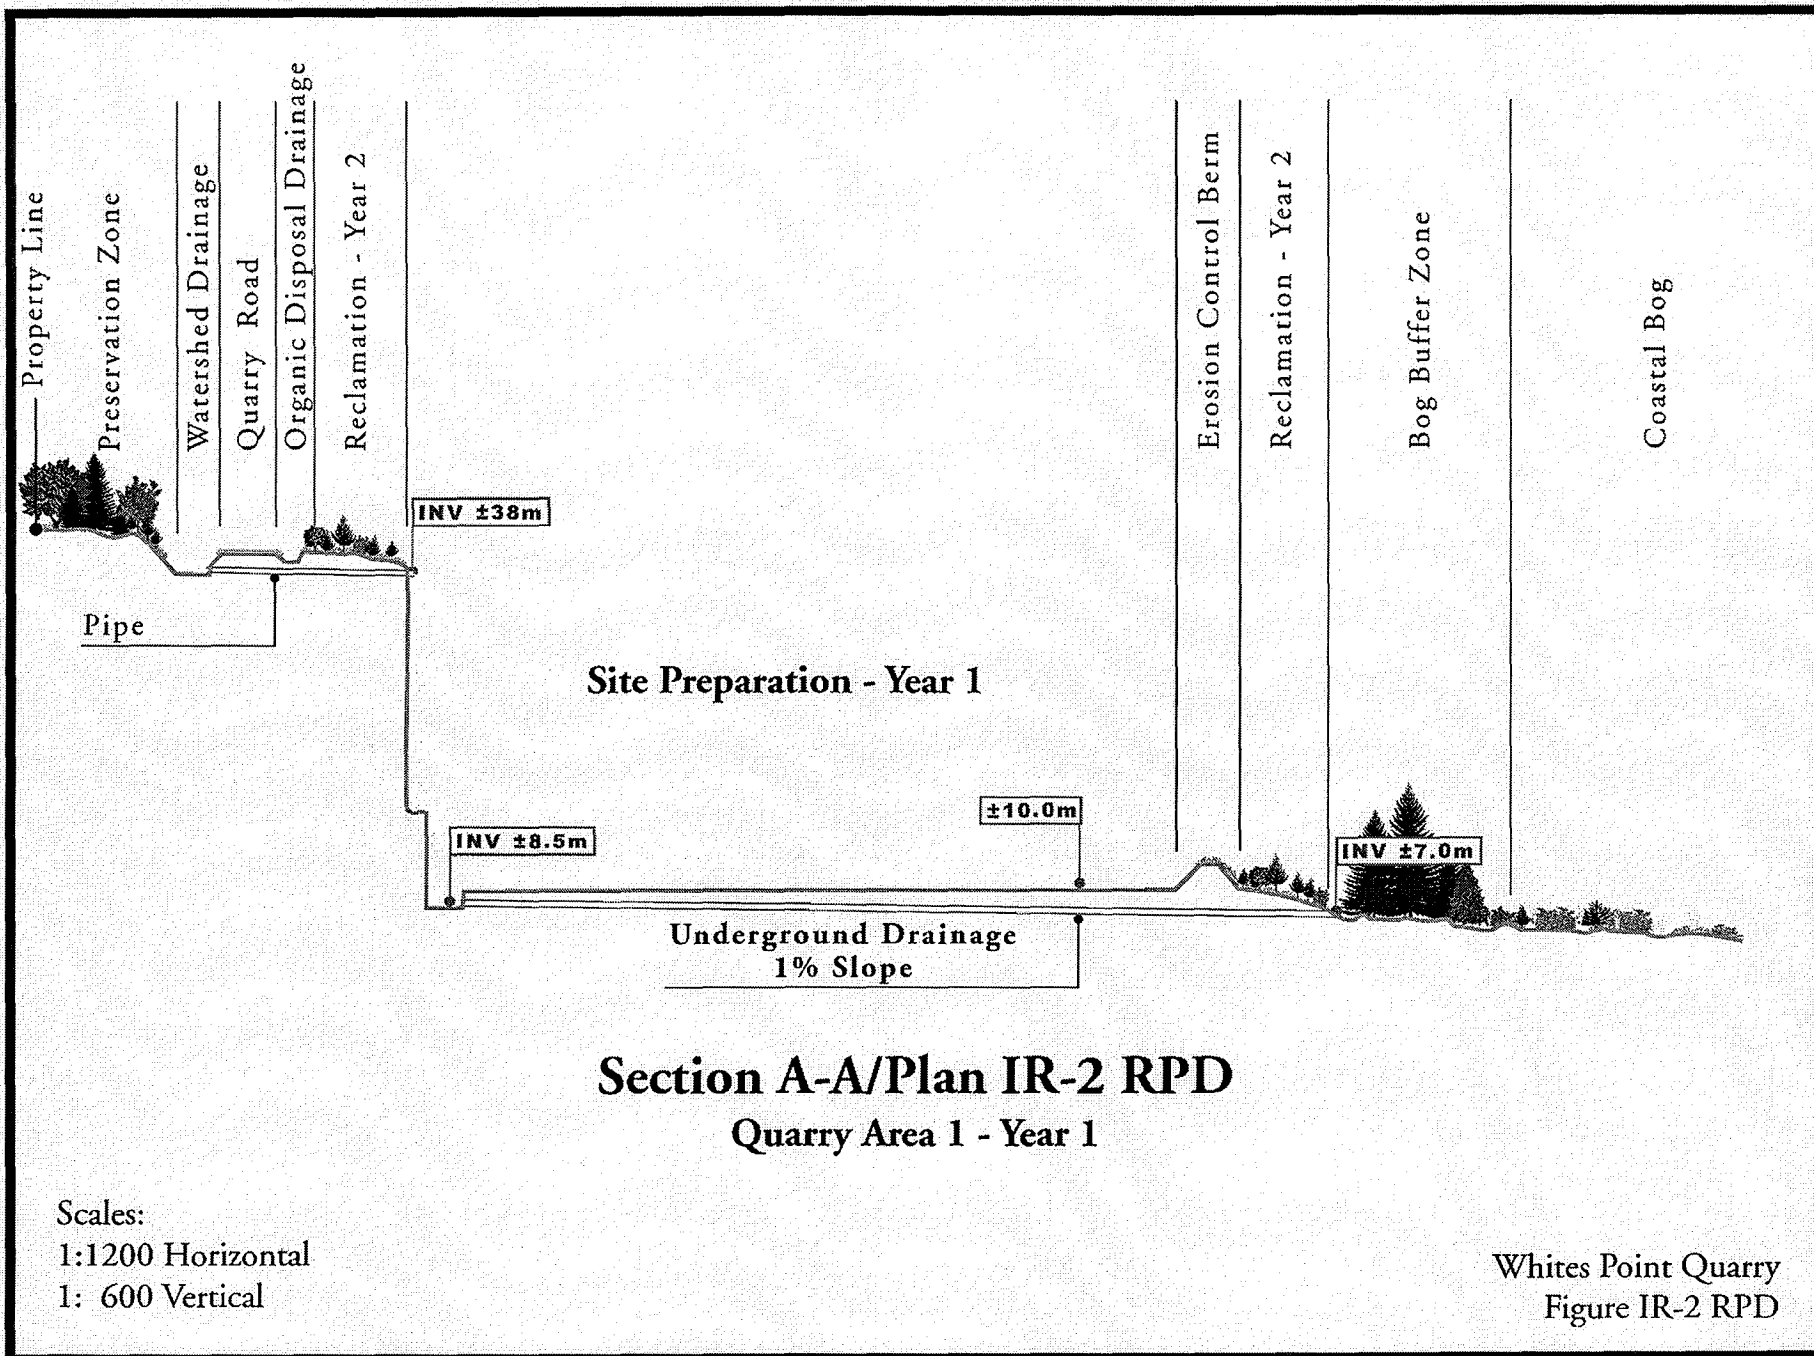 Property Line
Preservation Zone
Watershed Drainage
Quarry Road
Organic Disposal Drainage
Reclamation - Year 2
Erosion Control Berm
Reclamation - Year 2
Bog Buffer Zone
Coastal Bog
INV ±38m
Pipe
Site Preparation - Year 1
±10.0m
INV ±8.5m
INV ±7.0m
Underground Drainage
1% Slope
Section A-A/Plan IR-2 RPD
Quarry Area 1 - Year 1
Scales:
1:1200 Horizontal
1: 600 Vertical
Whites Point Quarry
Figure IR-2 RPD